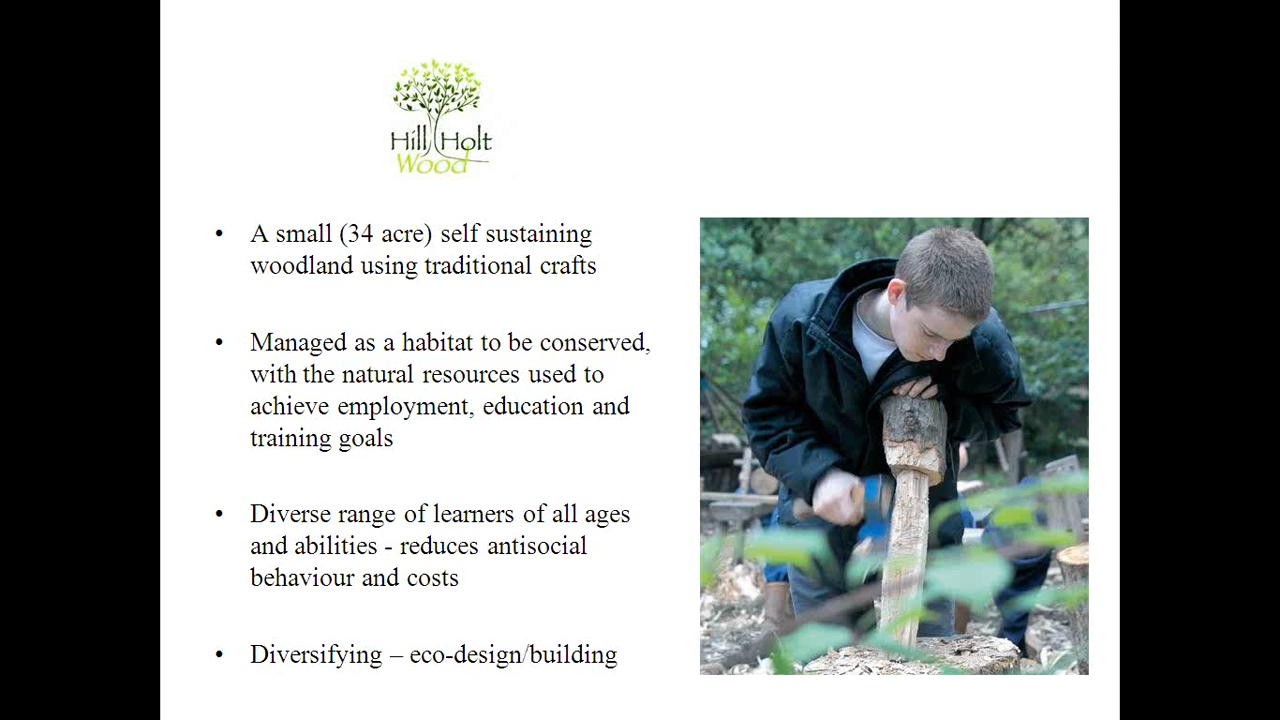 Hill Holt
Wood
• A small (34 acre) self sustaining
woodland using traditional crafts
• Managed as a habitat to be conserved,
with the natural resources used to
achieve employment, education and
training goals
• Diverse range of learners of all ages
and abilities - reduces antisocial
behaviour and costs
• Diversifying – eco-design/building